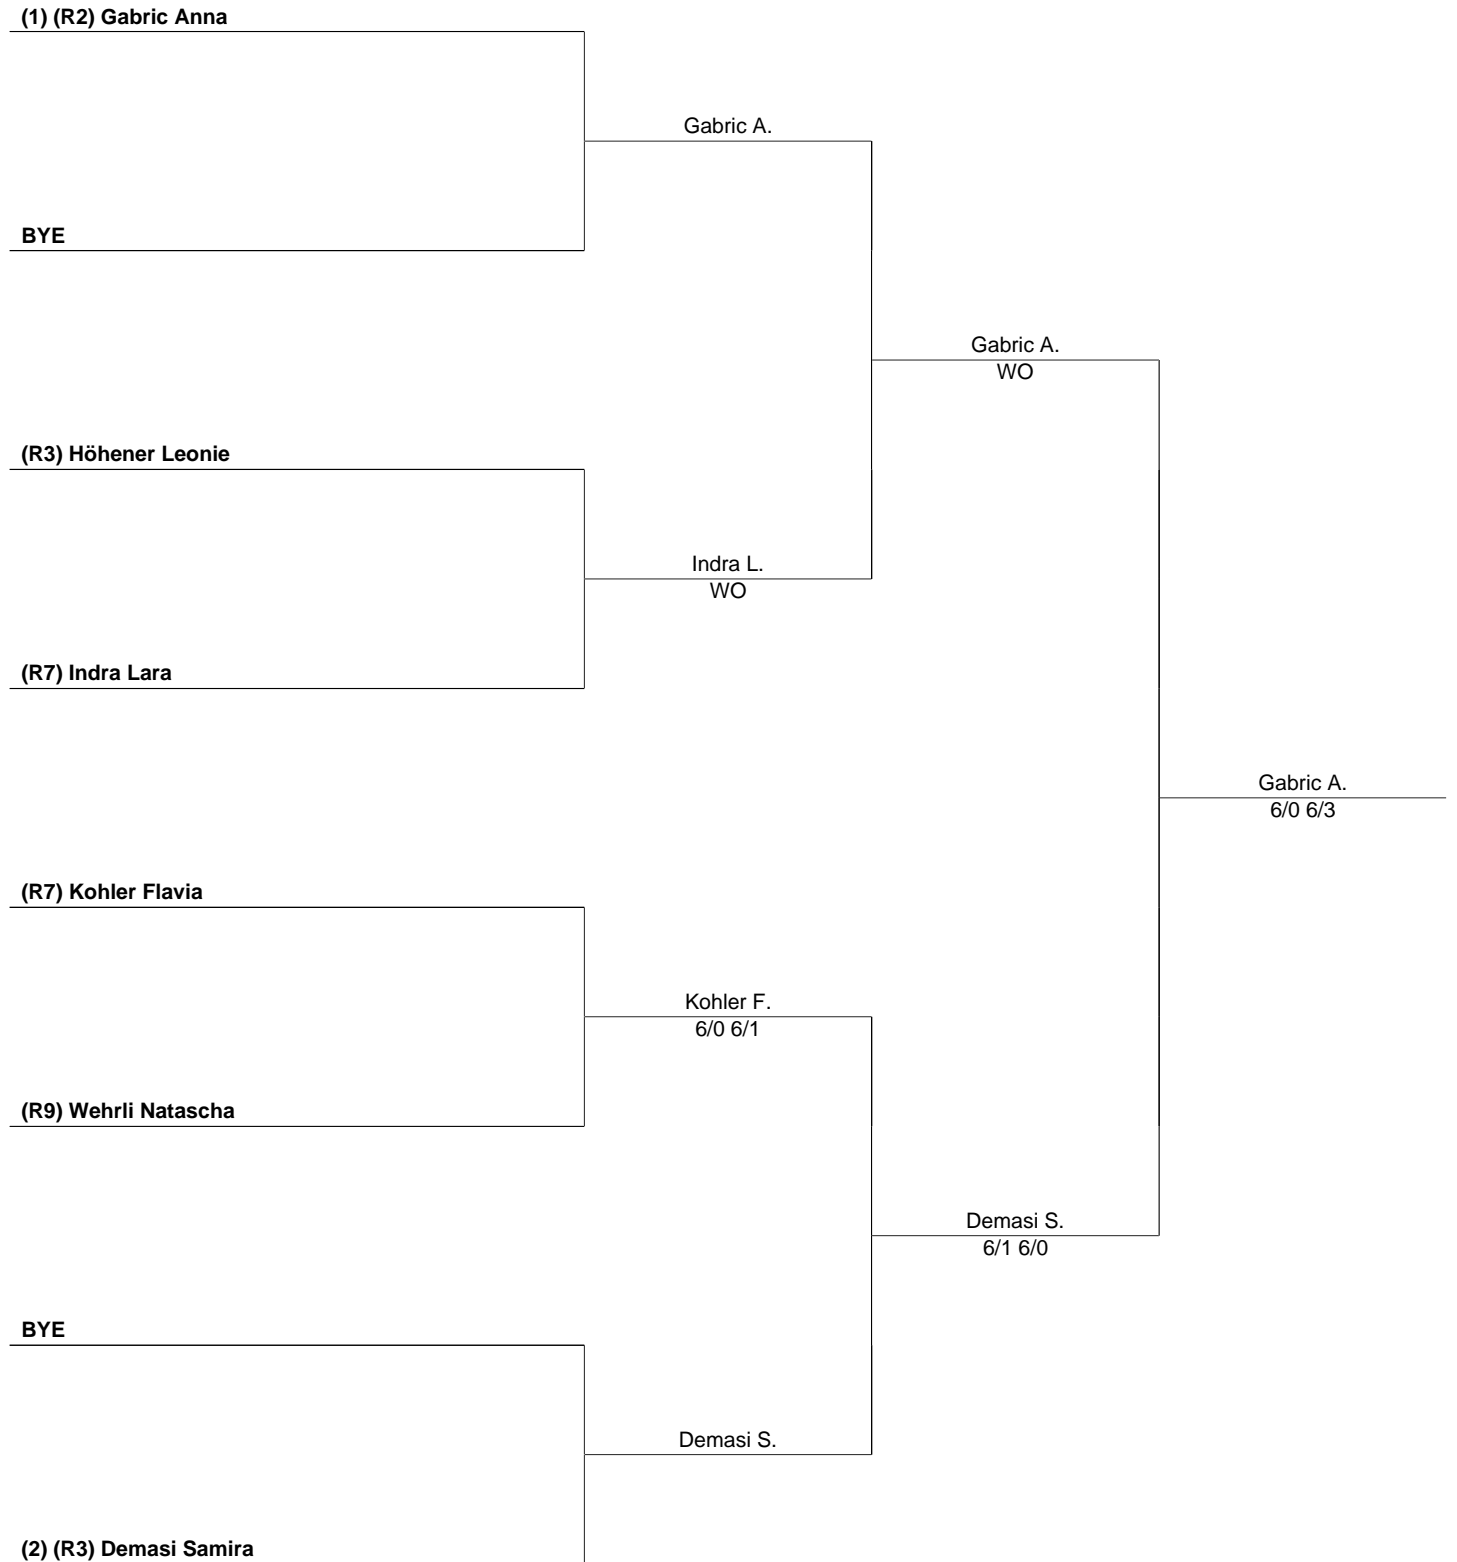 (1) (R2) Gabric Anna
Gabric A.
BYE
Gabric A.
WO
(R3) Höhener Leonie
Indra L.
WO
(R7) Indra Lara
Gabric A.
6/0 6/3
(R7) Kohler Flavia
Kohler F.
6/0 6/1
(R9) Wehrli Natascha
Demasi S.
6/1 6/0
BYE
Demasi S.
(2) (R3) Demasi Samira